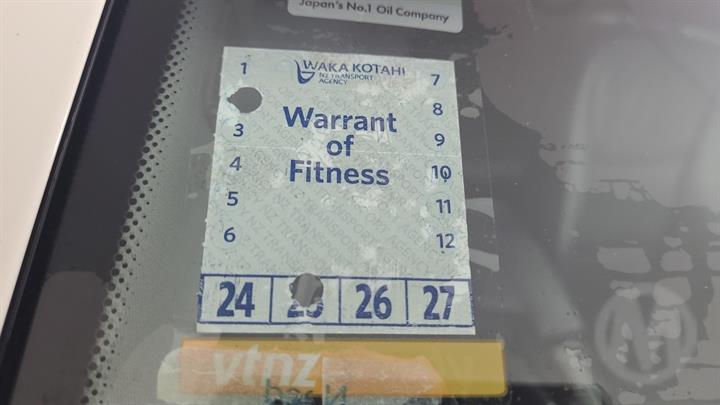 Japan's No.1 Oil Company
WAKA KOTAHI
NZ TRANSPORT
AGENCY
Warrant
of
Fitness
1
3
4
5
6
7
8
9
10
11
12
24 26 27
vtnz